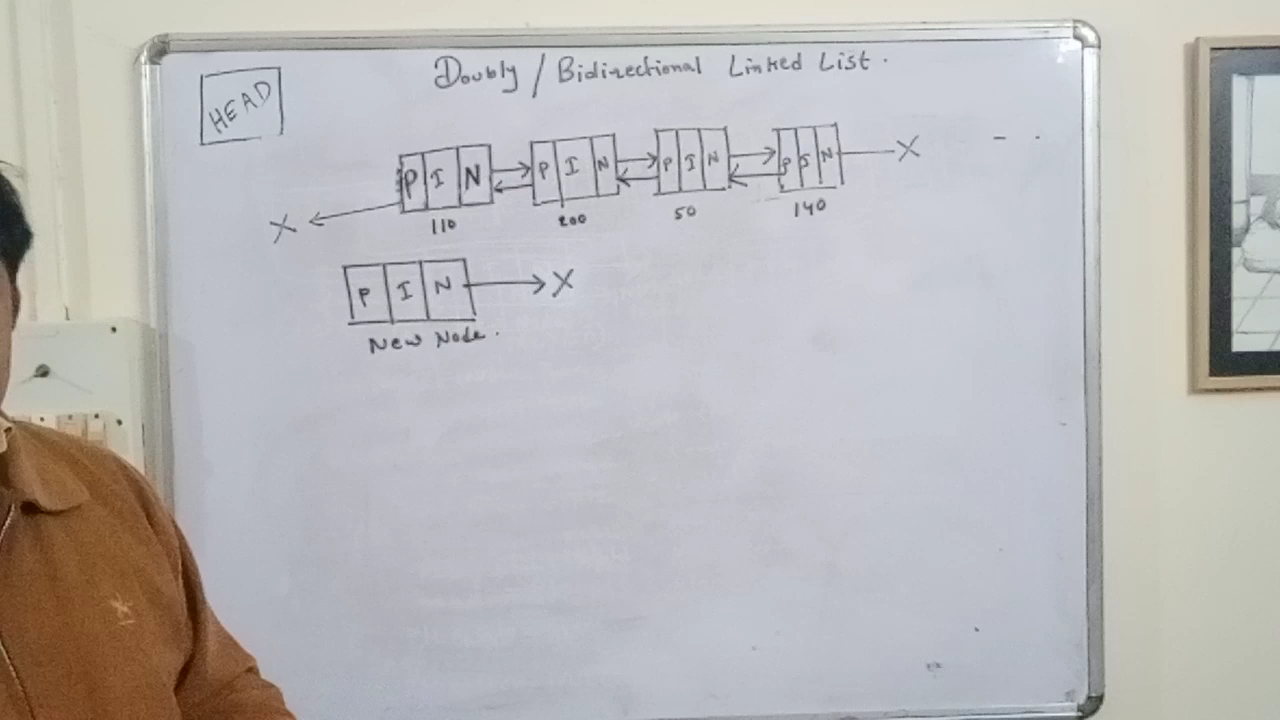 Doubly / Bidirectional Linked List.
HEAD
P I N P I N P I N P I N X
X
110 200 50 140
P I N X
New Node.